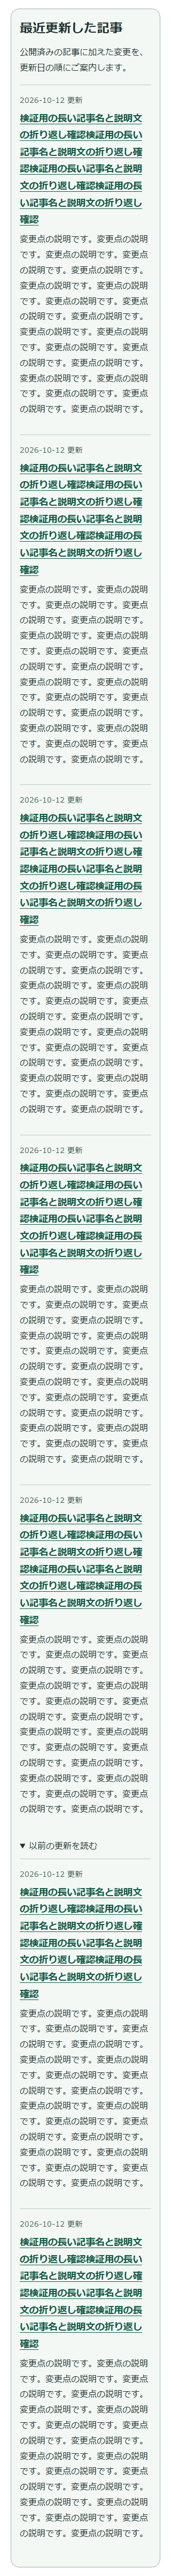 最近更新した記事
公開済みの記事に加えた変更を、
更新日の順にご案内します。
2026-10-12 更新
検証用の長い記事名と説明文
の折り返し確認検証用の長い
記事名と説明文の折り返し確
認検証用の長い記事名と説明
文の折り返し確認検証用の長
い記事名と説明文の折り返し
確認
変更点の説明です。変更点の説明
です。変更点の説明です。変更点
の説明です。変更点の説明です。
変更点の説明です。変更点の説明
です。変更点の説明です。変更点
の説明です。変更点の説明です。
変更点の説明です。変更点の説明
です。変更点の説明です。変更点
の説明です。変更点の説明です。
変更点の説明です。変更点の説明
です。変更点の説明です。変更点
の説明です。変更点の説明です。
2026-10-12 更新
検証用の長い記事名と説明文
の折り返し確認検証用の長い
記事名と説明文の折り返し確
認検証用の長い記事名と説明
文の折り返し確認検証用の長
い記事名と説明文の折り返し
確認
変更点の説明です。変更点の説明
です。変更点の説明です。変更点
の説明です。変更点の説明です。
変更点の説明です。変更点の説明
です。変更点の説明です。変更点
の説明です。変更点の説明です。
変更点の説明です。変更点の説明
です。変更点の説明です。変更点
の説明です。変更点の説明です。
変更点の説明です。変更点の説明
です。変更点の説明です。変更点
の説明です。変更点の説明です。
2026-10-12 更新
検証用の長い記事名と説明文
の折り返し確認検証用の長い
記事名と説明文の折り返し確
認検証用の長い記事名と説明
文の折り返し確認検証用の長
い記事名と説明文の折り返し
確認
変更点の説明です。変更点の説明
です。変更点の説明です。変更点
の説明です。変更点の説明です。
変更点の説明です。変更点の説明
です。変更点の説明です。変更点
の説明です。変更点の説明です。
変更点の説明です。変更点の説明
です。変更点の説明です。変更点
の説明です。変更点の説明です。
変更点の説明です。変更点の説明
です。変更点の説明です。変更点
の説明です。変更点の説明です。
2026-10-12 更新
検証用の長い記事名と説明文
の折り返し確認検証用の長い
記事名と説明文の折り返し確
認検証用の長い記事名と説明
文の折り返し確認検証用の長
い記事名と説明文の折り返し
確認
変更点の説明です。変更点の説明
です。変更点の説明です。変更点
の説明です。変更点の説明です。
変更点の説明です。変更点の説明
です。変更点の説明です。変更点
の説明です。変更点の説明です。
変更点の説明です。変更点の説明
です。変更点の説明です。変更点
の説明です。変更点の説明です。
変更点の説明です。変更点の説明
です。変更点の説明です。変更点
の説明です。変更点の説明です。
2026-10-12 更新
検証用の長い記事名と説明文
の折り返し確認検証用の長い
記事名と説明文の折り返し確
認検証用の長い記事名と説明
文の折り返し確認検証用の長
い記事名と説明文の折り返し
確認
変更点の説明です。変更点の説明
です。変更点の説明です。変更点
の説明です。変更点の説明です。
変更点の説明です。変更点の説明
です。変更点の説明です。変更点
の説明です。変更点の説明です。
変更点の説明です。変更点の説明
です。変更点の説明です。変更点
の説明です。変更点の説明です。
変更点の説明です。変更点の説明
です。変更点の説明です。変更点
の説明です。変更点の説明です。
▼ 以前の更新を読む
2026-10-12 更新
検証用の長い記事名と説明文
の折り返し確認検証用の長い
記事名と説明文の折り返し確
認検証用の長い記事名と説明
文の折り返し確認検証用の長
い記事名と説明文の折り返し
確認
変更点の説明です。変更点の説明
です。変更点の説明です。変更点
の説明です。変更点の説明です。
変更点の説明です。変更点の説明
です。変更点の説明です。変更点
の説明です。変更点の説明です。
変更点の説明です。変更点の説明
です。変更点の説明です。変更点
の説明です。変更点の説明です。
変更点の説明です。変更点の説明
です。変更点の説明です。変更点
の説明です。変更点の説明です。
2026-10-12 更新
検証用の長い記事名と説明文
の折り返し確認検証用の長い
記事名と説明文の折り返し確
認検証用の長い記事名と説明
文の折り返し確認検証用の長
い記事名と説明文の折り返し
確認
変更点の説明です。変更点の説明
です。変更点の説明です。変更点
の説明です。変更点の説明です。
変更点の説明です。変更点の説明
です。変更点の説明です。変更点
の説明です。変更点の説明です。
変更点の説明です。変更点の説明
です。変更点の説明です。変更点
の説明です。変更点の説明です。
変更点の説明です。変更点の説明
です。変更点の説明です。変更点
の説明です。変更点の説明です。